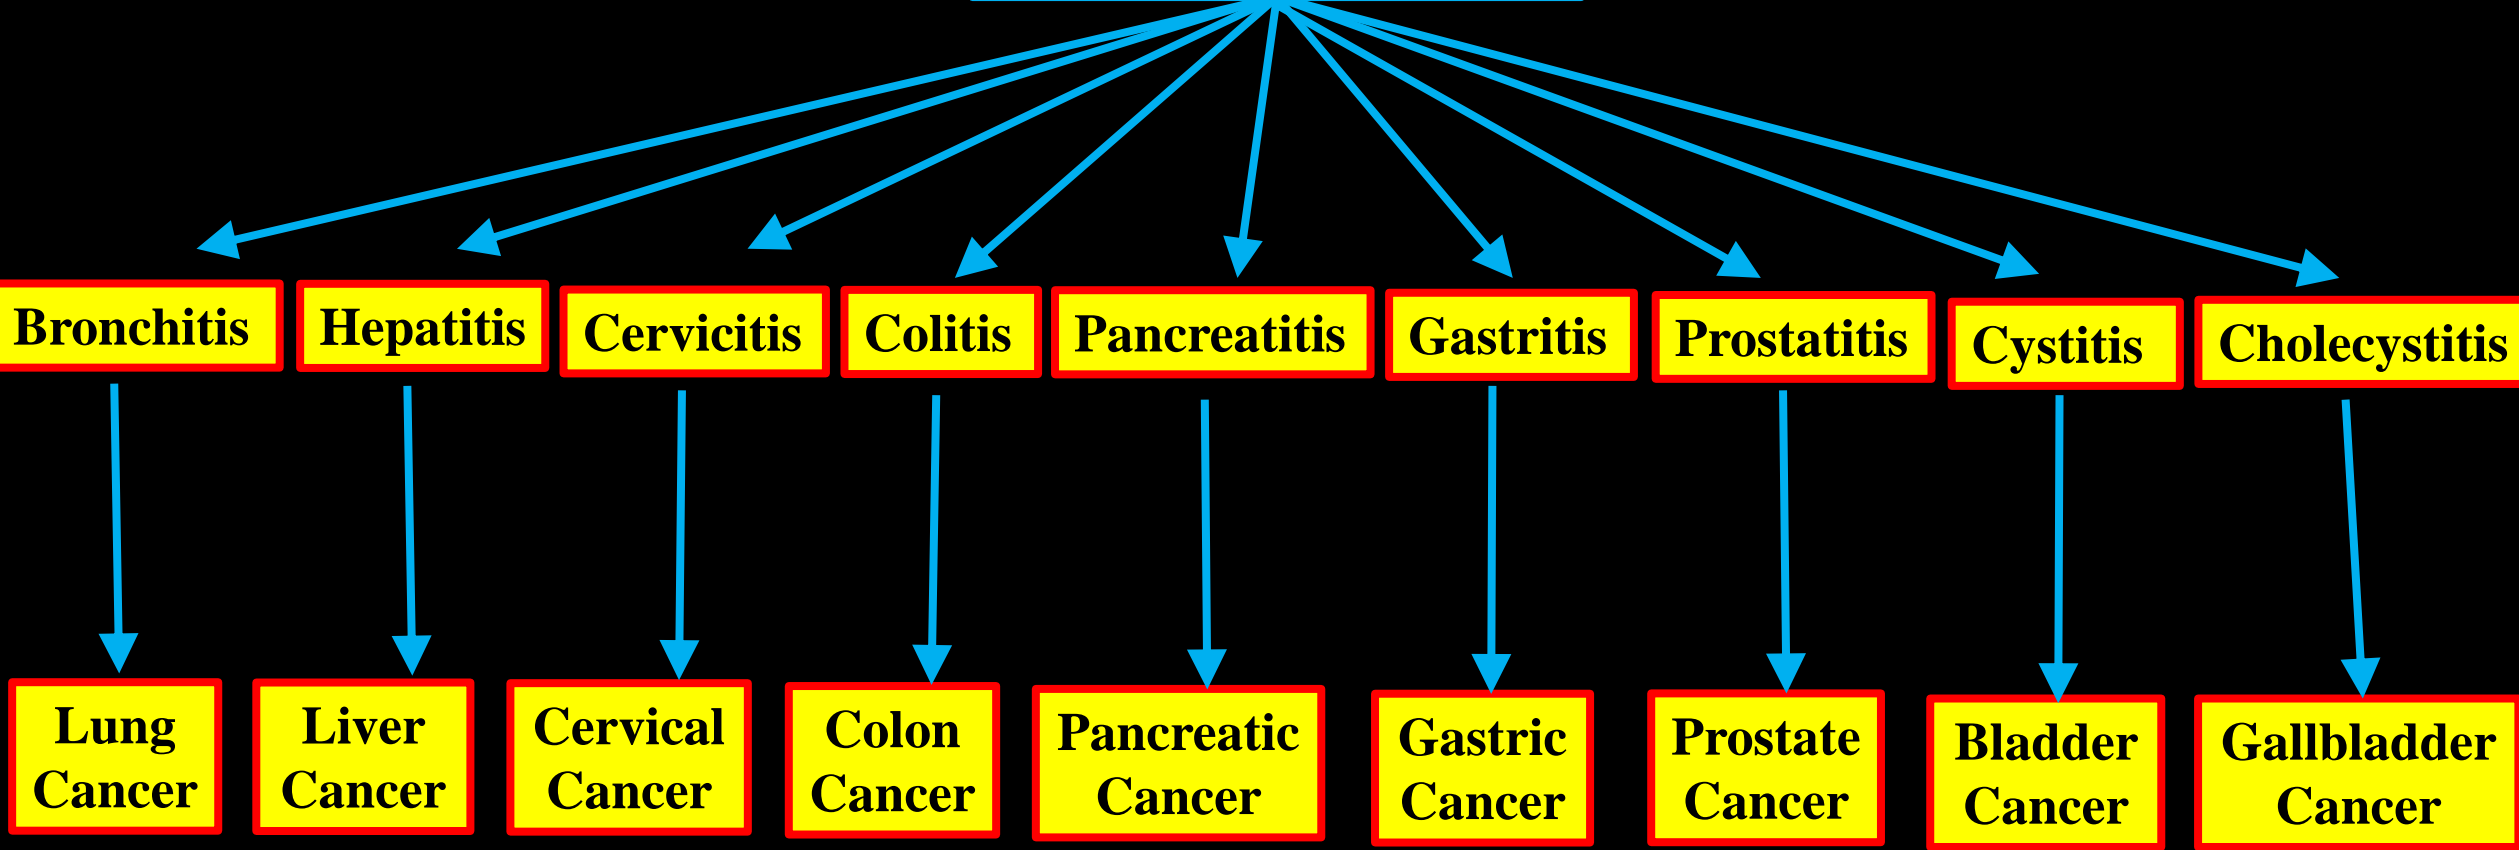 Bronchitis
Hepatitis
Cervicitis
Colitis
Pancreatitis
Gastritis
Prostatitis
Cystitis
Cholecystitis
Lung
Cancer
Liver
Cancer
Cervical
Cancer
Colon
Cancer
Pancreatic
Cancer
Gastric
Cancer
Prostate
Cancer
Bladder
Cancer
Gallbladder
Cancer